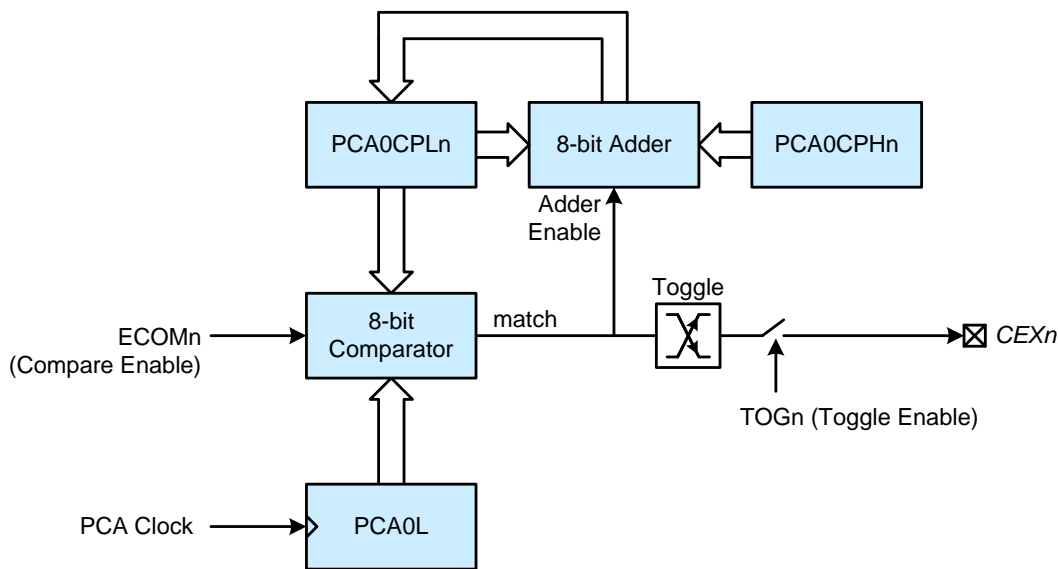 PCA0CPLn
8-bit Adder
PCA0CPHn
Adder
Enable
Toggle
ECOMn
(Compare Enable)
8-bit
Comparator
match
CEXn
TOGn (Toggle Enable)
PCA Clock
PCA0L